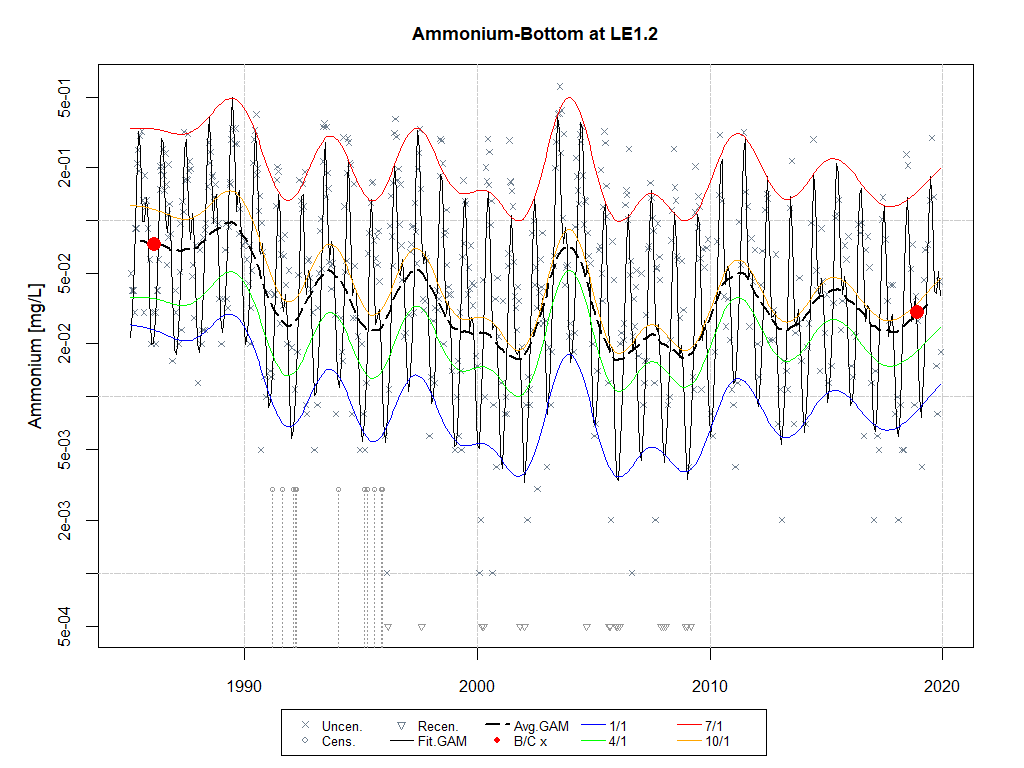 Ammonium-Bottom at LE1.2
Ammonium [mg/L]
5e-01
2e-01
5e-02
2e-02
5e-03
2e-03
5e-04
1990 2000 2010 2020
Uncen. Recen. Avg.GAM 1/1 7/1
Cens. Fit.GAM B/C x 4/1 10/1